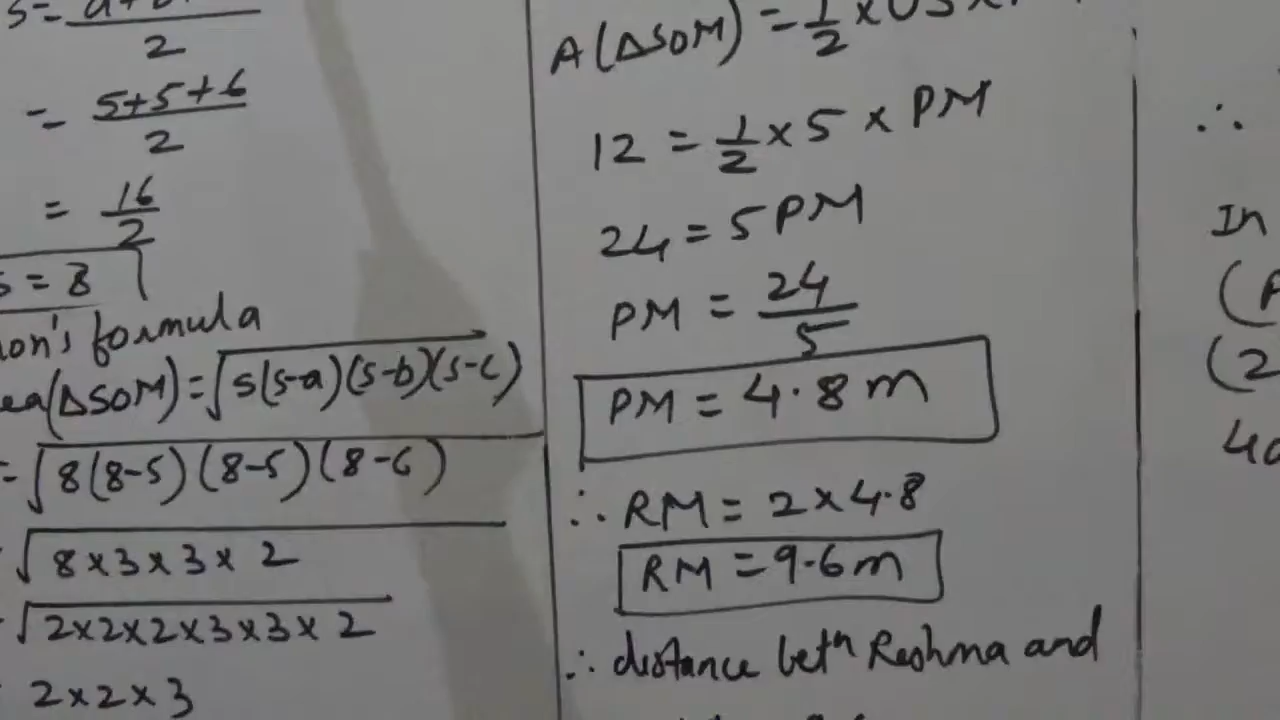 s =
2
= 5+5+6
2
= 16
2
s = 8
formula
(ΔSOM) = √s(s-a)(s-b)(s-c)
= √8(8-5)(8-5)(8-6)
√8×3×3×2
√2×2×2×3×3×2
2×2×3
A(ΔSOM) = 1/2 ×
12 = 1/2 × 5 × PM
24 = 5PM
PM = 24
5
PM = 4.8 m
∴ RM = 2 × 4.8
RM = 9.6m
∴ distance betⁿ Reshma and
∴
In
(2